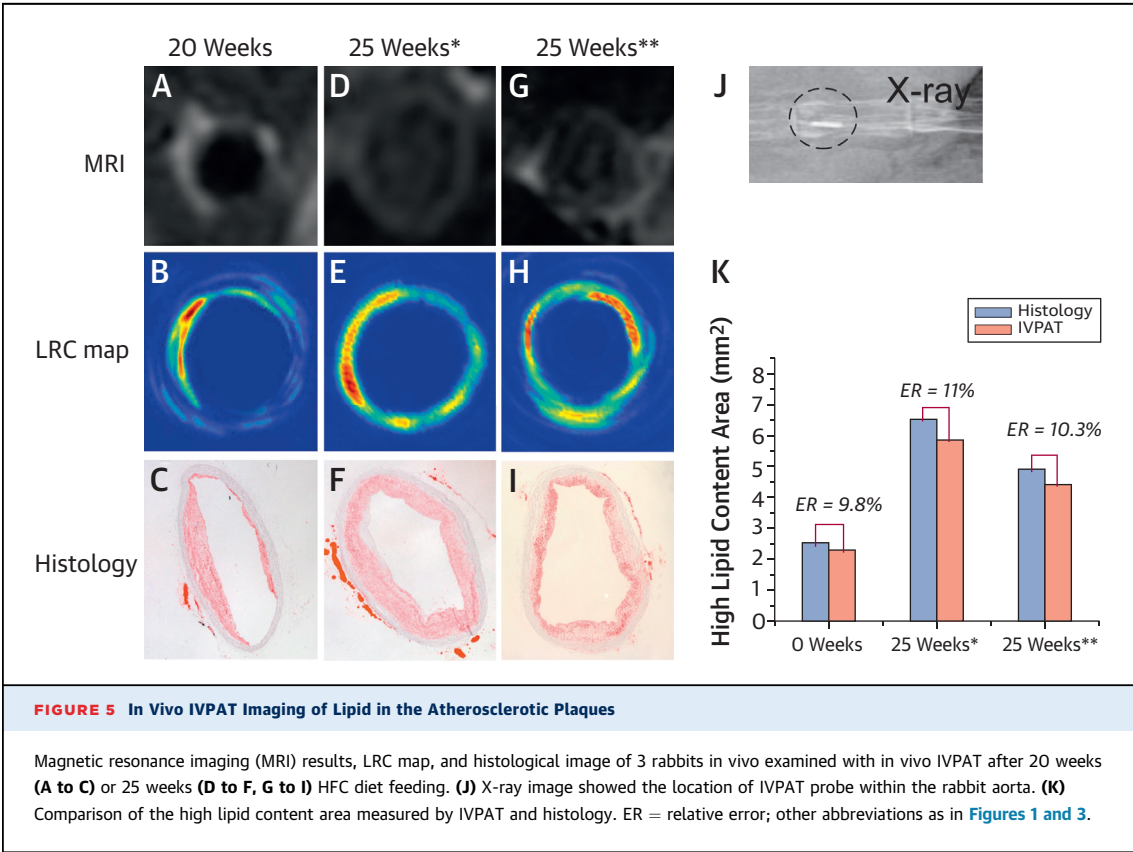 20 Weeks 25 Weeks* 25 Weeks**
A D G J
X-ray
MRI
B E H
LRC map
C F I
Histology
K
Histology
IVPAT
High Lipid Content Area (mm²)
8
7
6
5
4
3
2
1
0
ER = 9.8%
ER = 11%
ER = 10.3%
0 Weeks 25 Weeks* 25 Weeks**
FIGURE 5 In Vivo IVPAT Imaging of Lipid in the Atherosclerotic Plaques
Magnetic resonance imaging (MRI) results, LRC map, and histological image of 3 rabbits in vivo examined with in vivo IVPAT after 20 weeks
(A to C) or 25 weeks (D to F, G to I) HFC diet feeding. (J) X-ray image showed the location of IVPAT probe within the rabbit aorta. (K)
Comparison of the high lipid content area measured by IVPAT and histology. ER = relative error; other abbreviations as in Figures 1 and 3.